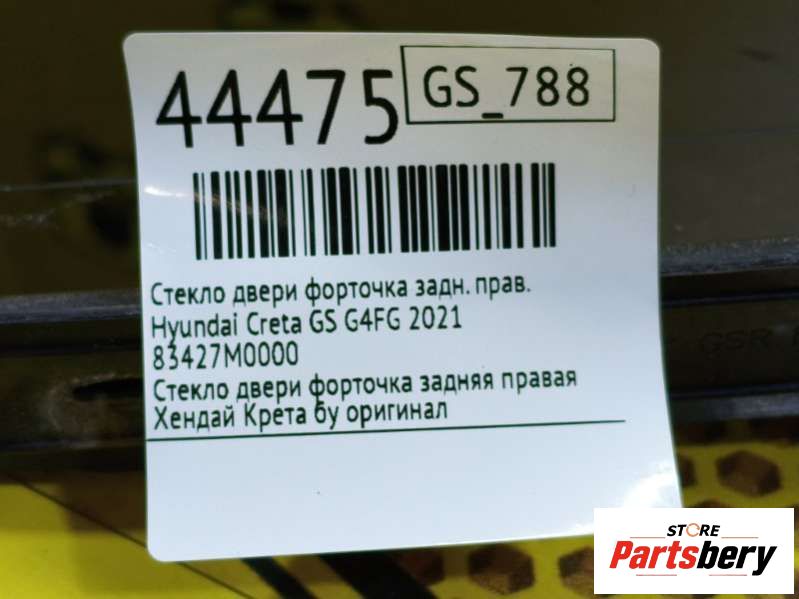 44475
GS_788
Стекло двери форточка задн. прав.
Hyundai Creta GS G4FG 2021
83427M0000
Стекло двери форточка задняя правая
Хендай Крета бу оригинал
GSR
STORE
Partsbery